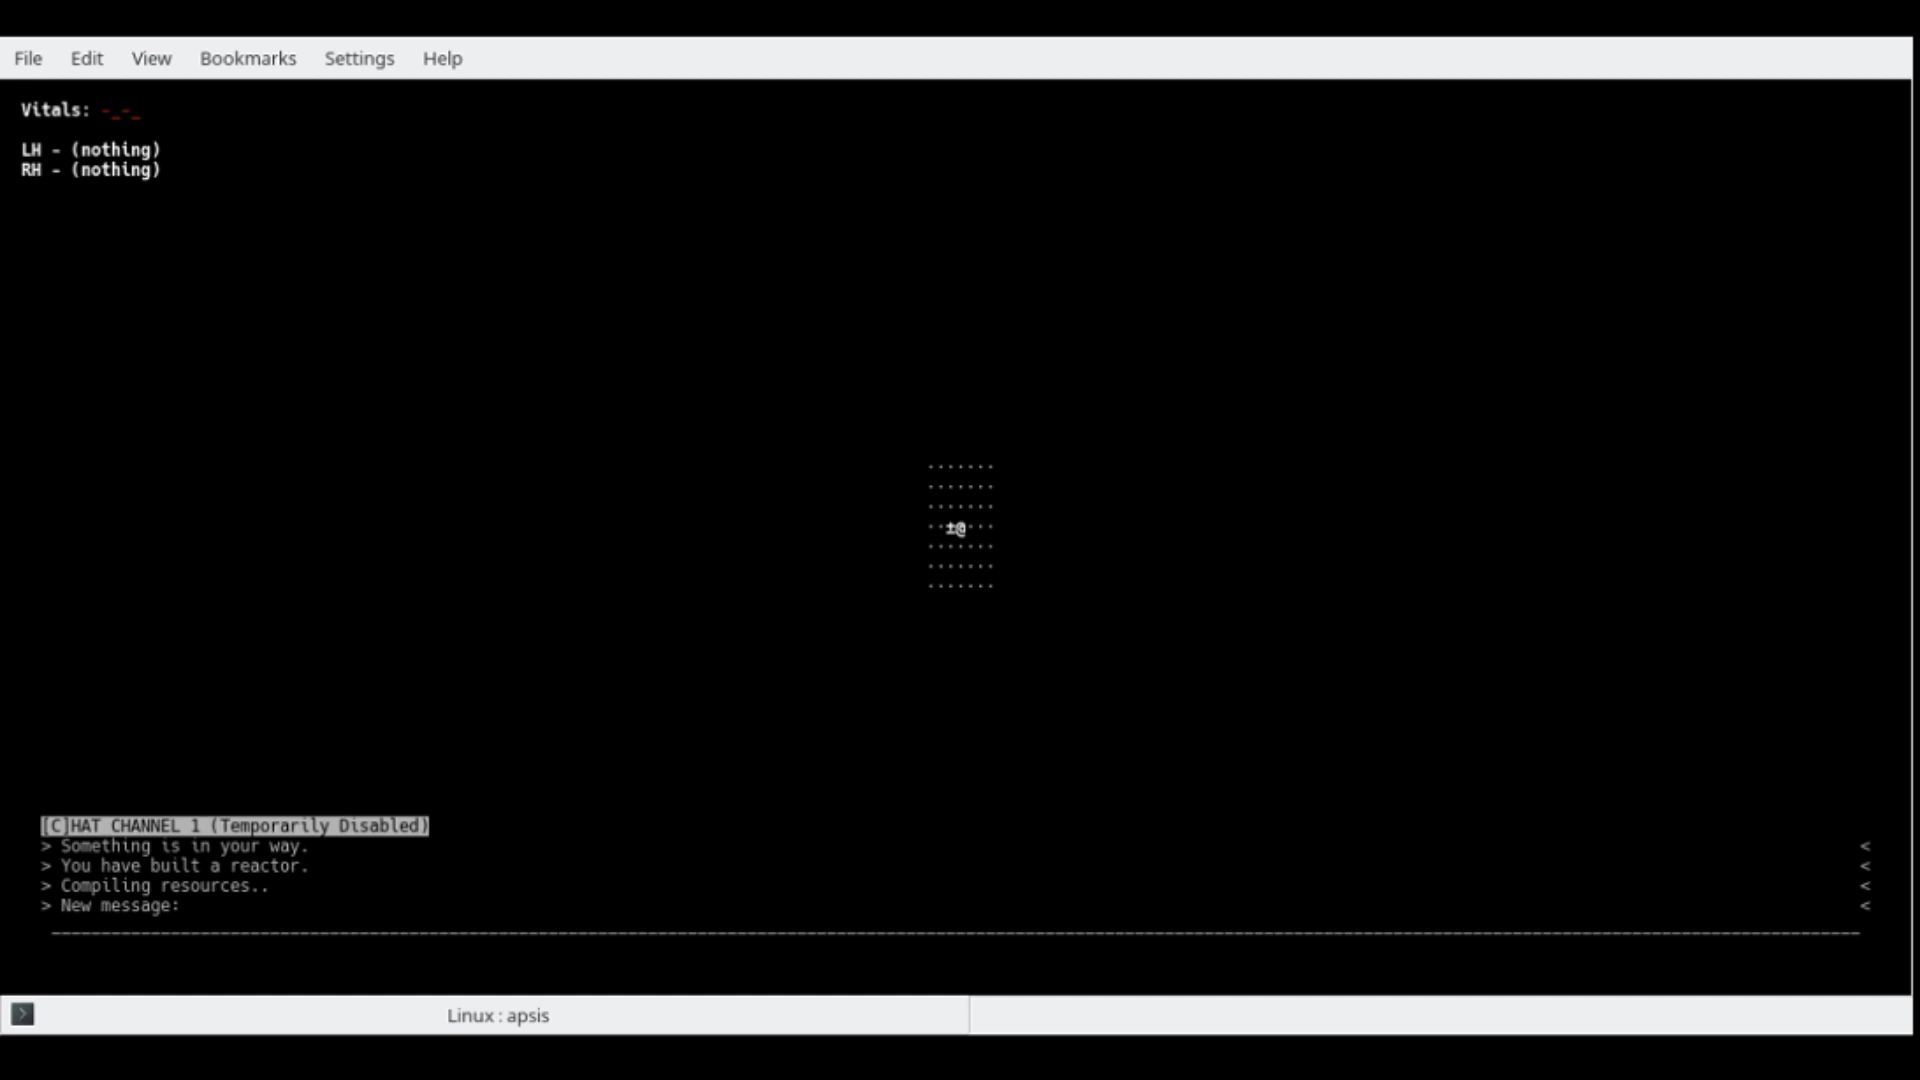 File Edit View Bookmarks Settings Help
Vitals: -_-_
LH - (nothing)
RH - (nothing)
.......
.......
.......
..±@...
.......
.......
.......
[C]HAT CHANNEL 1 (Temporarily Disabled)
> Something is in your way. <
> You have built a reactor. <
> Compiling resources.. <
> New message: <
Linux : apsis